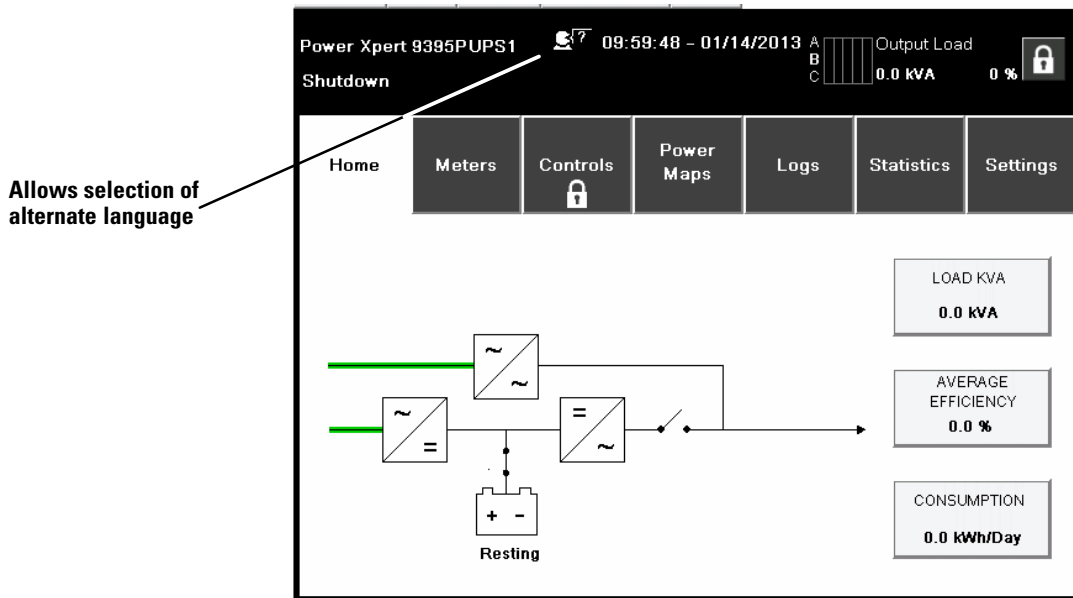 Power Xpert 9395PUPS1
? 09:59:48 - 01/14/2013
A
B
C
Output Load
0.0 kVA 0 %
Shutdown
Home
Meters
Controls
Power
Maps
Logs
Statistics
Settings
Allows selection of
alternate language
LOAD KVA
0.0 kVA
AVERAGE
EFFICIENCY
0.0 %
CONSUMPTION
0.0 kWh/Day
~
~
~
=
=
~
+ -
Resting